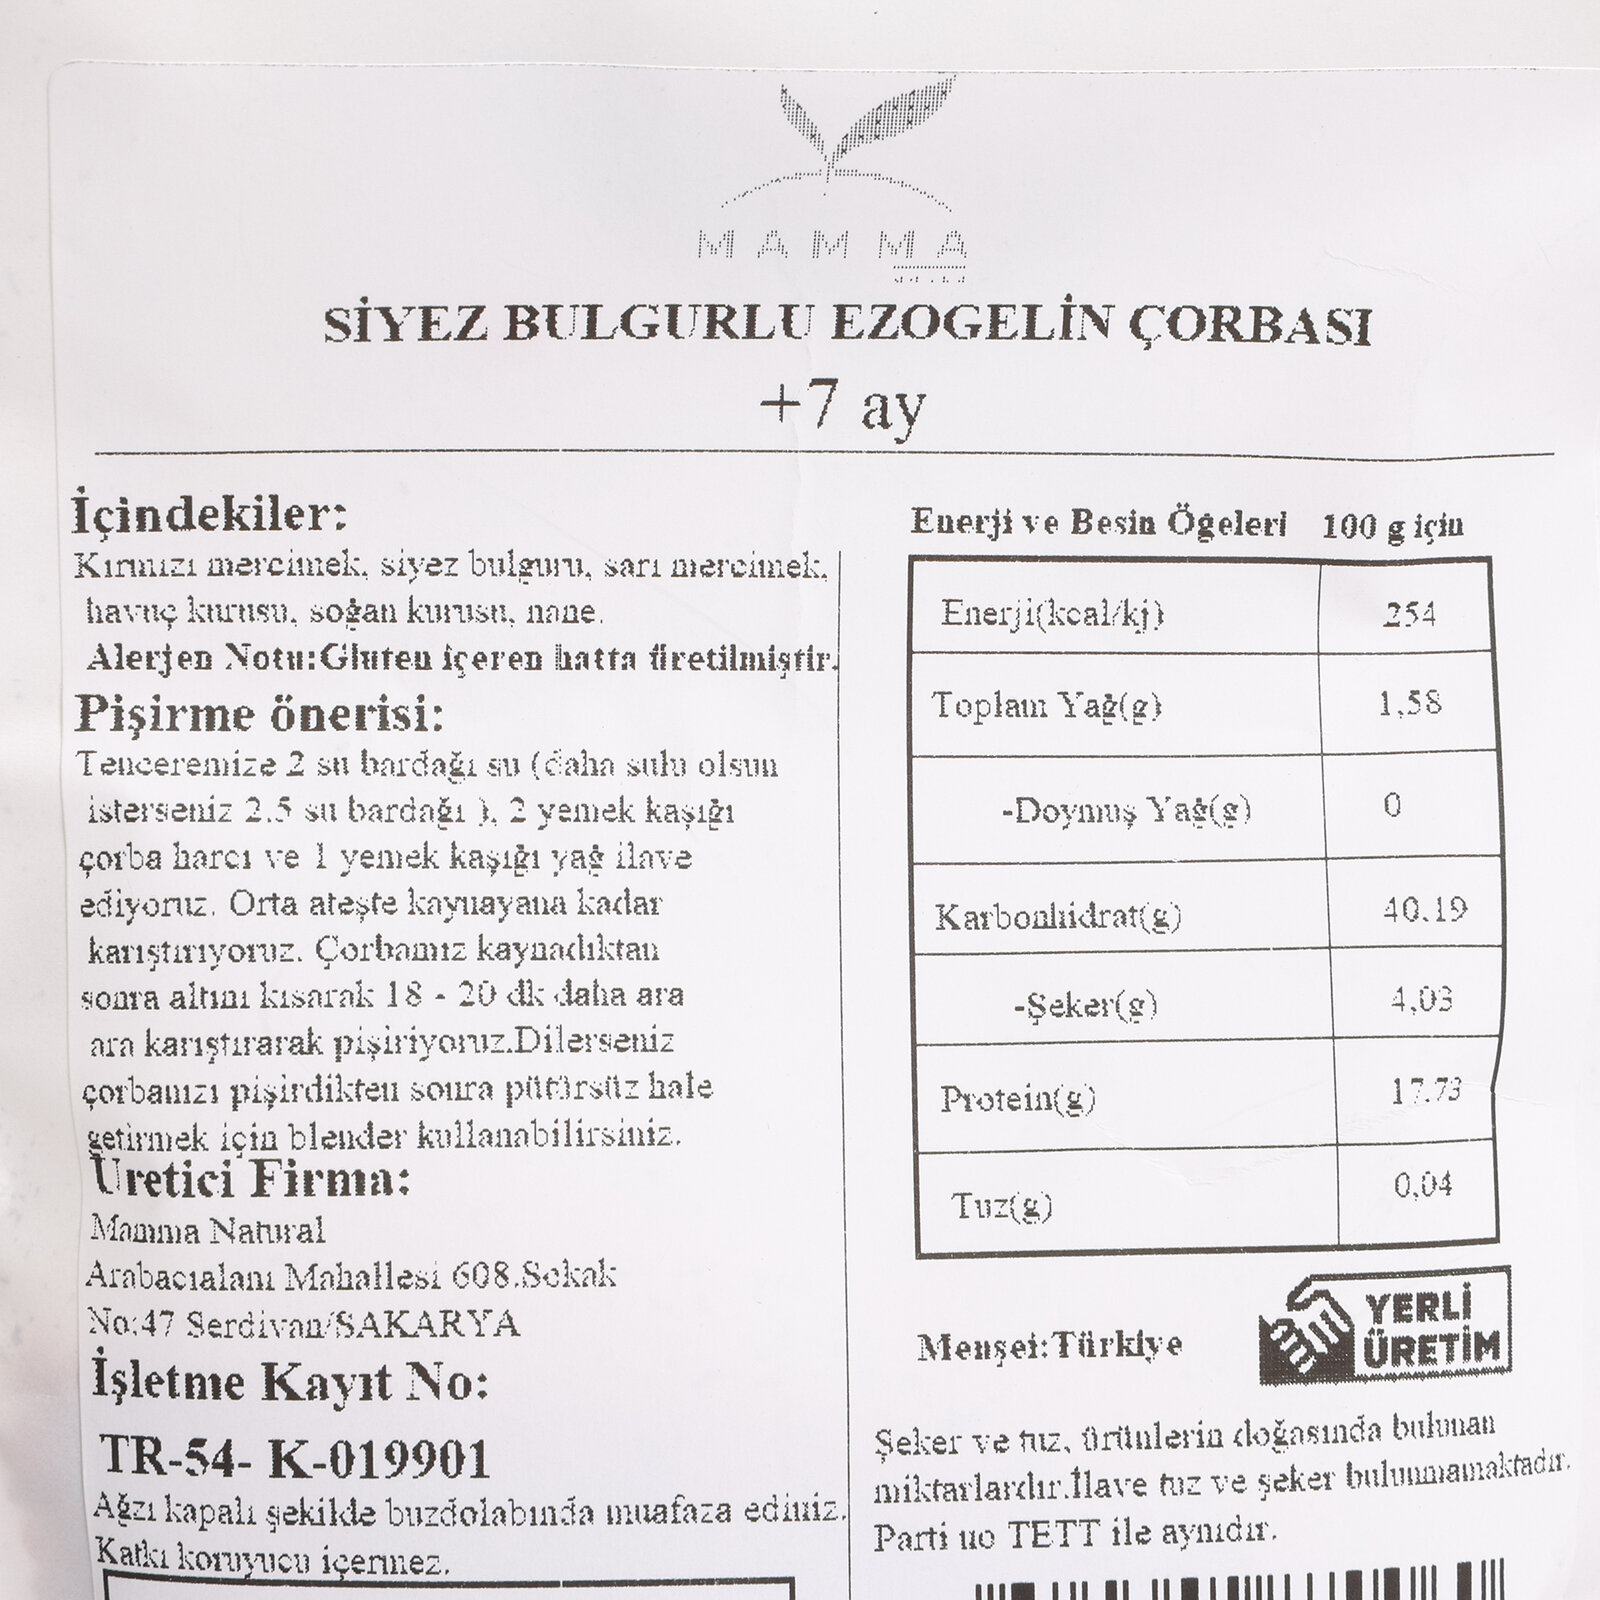 MAMMA
SİYEZ BULGURLU EZOGELİN ÇORBASI
+7 ay
İçindekiler:
Kırmızı mercimek, siyez bulguru, sarı mercimek,
havuç kurusu, soğan kurusu, nane.
Alerjen Notu:Gluten içeren hatta üretilmiştir.
Pişirme önerisi:
Tenceremize 2 su bardağı su (daha sulu olsun
isterseniz 2.5 su bardağı ), 2 yemek kaşığı
çorba harcı ve 1 yemek kaşığı yağ ilave
ediyoruz. Orta ateşte kaynayana kadar
karıştırıyoruz. Çorbamız kaynadıktan
sonra altını kısarak 18 - 20 dk daha ara
ara karıştırarak pişiriyoruz.Dilerseniz
çorbanızı pişirdikten sonra pütürsüz hale
getirmek için blender kullanabilirsiniz.
Üretici Firma:
Mamma Natural
Arabacıalanı Mahallesi 608.Sokak
No:47 Serdivan/SAKARYA
İşletme Kayıt No:
TR-54- K-019901
Ağzı kapalı şekilde buzdolabında muafaza ediniz.
Katkı koruyucu içermez.
Enerji ve Besin Öğeleri 100 g için
Enerji(kcal/kj) 254
Toplam Yağ(g) 1,58
-Doymuş Yağ(g) 0
Karbonhidrat(g) 40.19
-Şeker(g) 4,03
Protein(g) 17.73
Tuz(g) 0,04
Menşei:Türkiye
YERLİ
ÜRETİM
Şeker ve tuz, ürünlerin doğasında bulunan
miktarlardır.İlave tuz ve şeker bulunmamaktadır.
Parti no TETT ile aynıdır.